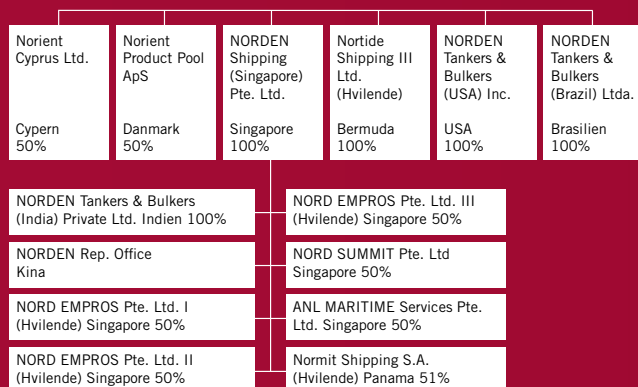 Norient
Cyprus Ltd.
Cypern
50%
Norient
Product Pool
ApS
Danmark
50%
NORDEN
Shipping
(Singapore)
Pte. Ltd.
Singapore
100%
Nortide
Shipping III
Ltd.
(Hvilende)
Bermuda
100%
NORDEN
Tankers &
Bulkers
(USA) Inc.
USA
100%
NORDEN
Tankers &
Bulkers
(Brazil) Ltda.
Brasilien
100%
NORDEN Tankers & Bulkers
(India) Private Ltd. Indien 100%
NORDEN Rep. Office
Kina
NORD EMPROS Pte. Ltd. I
(Hvilende) Singapore 50%
NORD EMPROS Pte. Ltd. II
(Hvilende) Singapore 50%
NORD EMPROS Pte. Ltd. III
(Hvilende) Singapore 50%
NORD SUMMIT Pte. Ltd
Singapore 50%
ANL MARITIME Services Pte.
Ltd. Singapore 50%
Normit Shipping S.A.
(Hvilende) Panama 51%